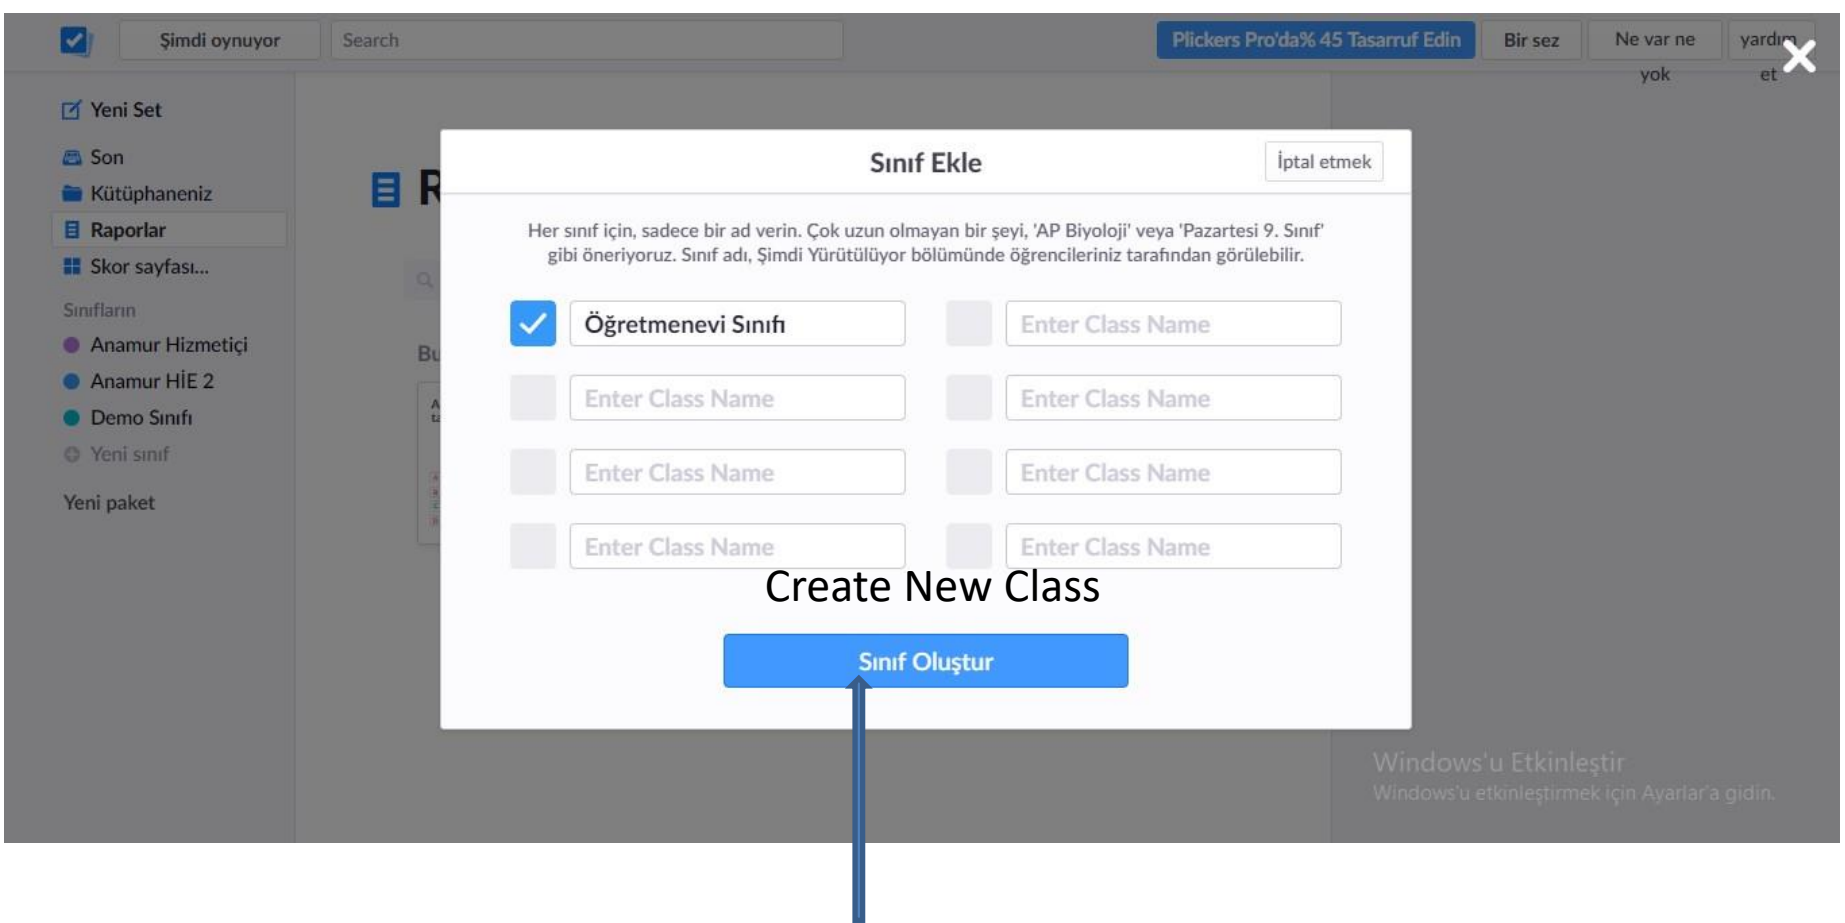 Şimdi oynuyor
Search
Plickers Pro'da% 45 Tasarruf Edin
Bir sez
Ne var ne yok
yardım et
Yeni Set
Son
Kütüphaneniz
Raporlar
Skor sayfası...
Sınıfların
Anamur Hizmetiçi
Anamur HİE 2
Demo Sınıfı
Yeni sınıf
Yeni paket
R
Bu
Sınıf Ekle
İptal etmek
Her sınıf için, sadece bir ad verin. Çok uzun olmayan bir şeyi, 'AP Biyoloji' veya 'Pazartesi 9. Sınıf'
gibi öneriyoruz. Sınıf adı, Şimdi Yürütülüyor bölümünde öğrencileriniz tarafından görülebilir.
Öğretmenevi Sınıfı
Enter Class Name
Enter Class Name
Enter Class Name
Enter Class Name
Enter Class Name
Enter Class Name
Enter Class Name
Create New Class
Sınıf Oluştur
Windows'u Etkinleştir
Windows'u etkinleştirmek için Ayarlar'a gidin.